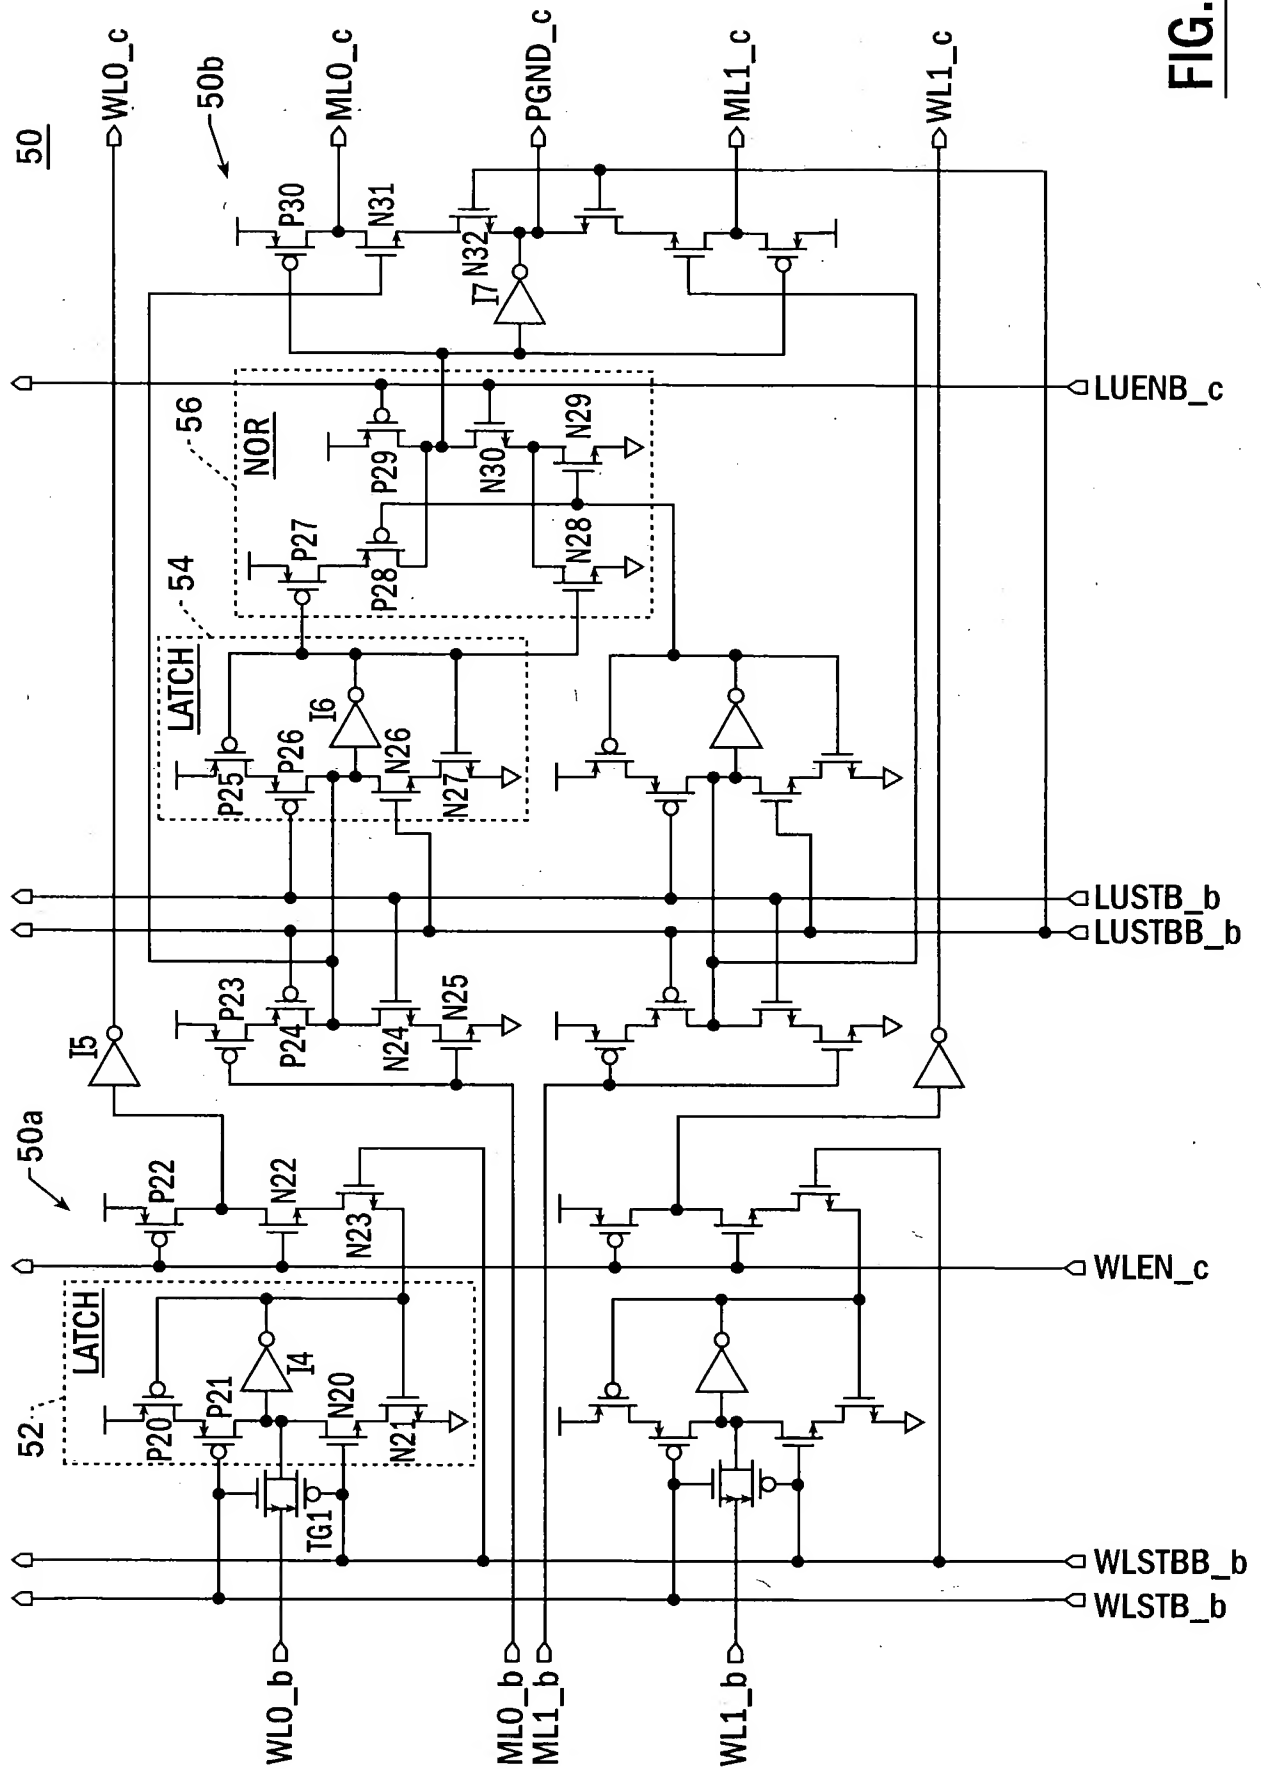 50
WL0_c
50b
ML0_c
PGND_c
ML1_c
WL1_c
FIG.
P30
N31
N32
I7
56
NOR
P29
N30
N29
LUENB_c
P27
P28
N28
54
LATCH
I6
P25
P26
N26
N27
LUSTB_b
LUSTBB_b
I5
P23
P24
N24
N25
50a
P22
N22
N23
WLEN_c
52
LATCH
I4
P20
P21
N20
N21
TG1
WLSTBB_b
WLSTB_b
WL0_b
ML0_b
ML1_b
WL1_b